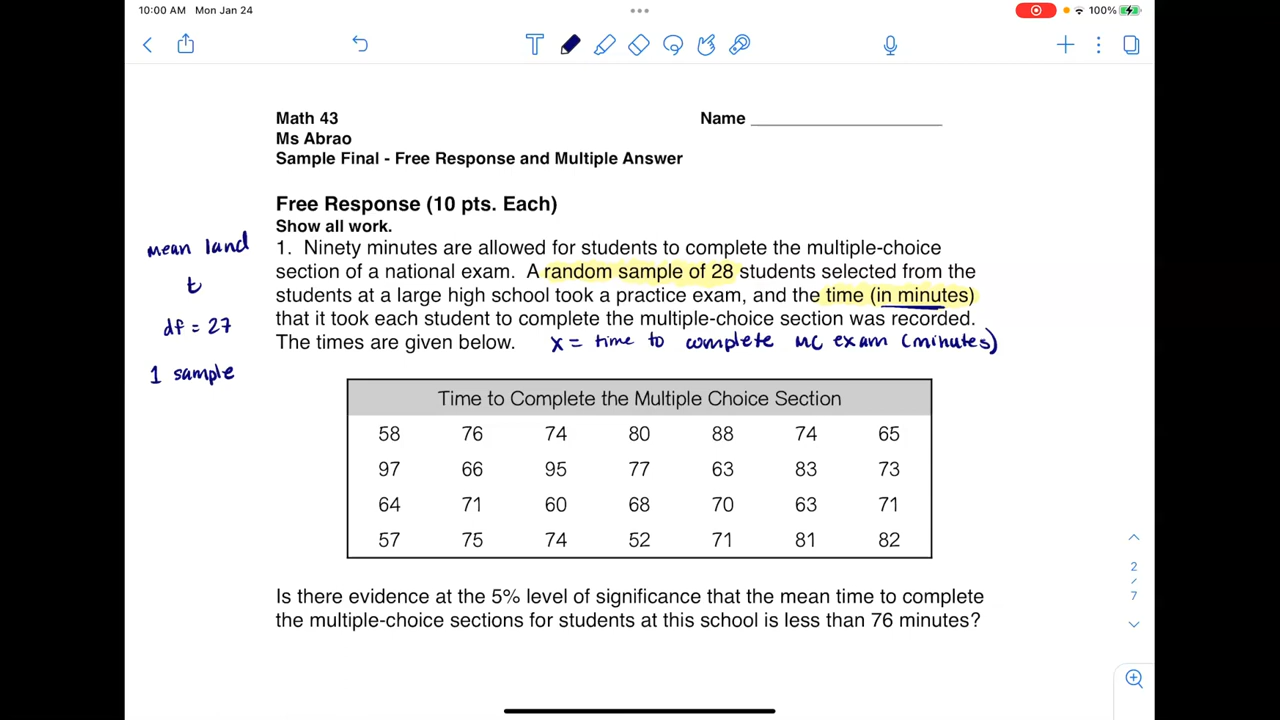 10:00 AM Mon Jan 24
100%
Math 43
Name
Ms Abrao
Sample Final - Free Response and Multiple Answer
Free Response (10 pts. Each)
Show all work.
1. Ninety minutes are allowed for students to complete the multiple-choice
section of a national exam. A random sample of 28 students selected from the
students at a large high school took a practice exam, and the time (in minutes)
that it took each student to complete the multiple-choice section was recorded.
The times are given below.
x = time to complete MC exam (minutes)
mean land
t
df = 27
1 sample
Time to Complete the Multiple Choice Section
58 76 74 80 88 74 65
97 66 95 77 63 83 73
64 71 60 68 70 63 71
57 75 74 52 71 81 82
Is there evidence at the 5% level of significance that the mean time to complete
the multiple-choice sections for students at this school is less than 76 minutes?
2
/
7